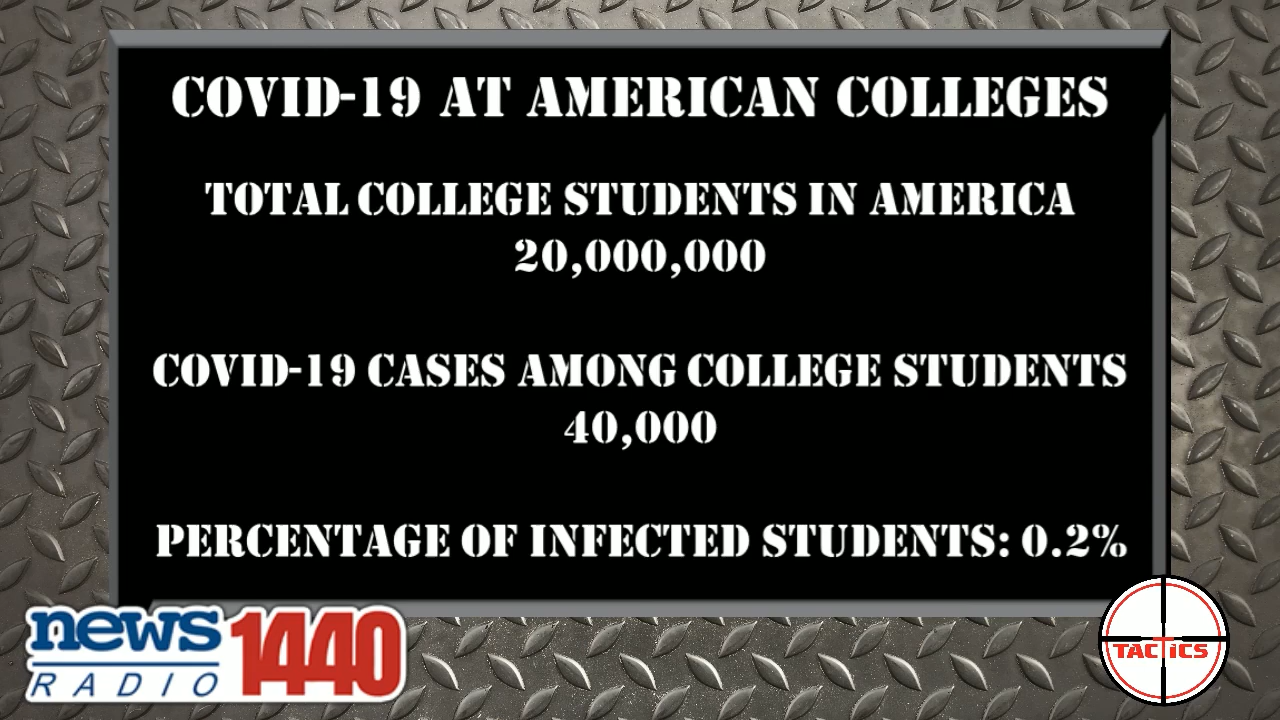 COVID-19 AT AMERICAN COLLEGES
TOTAL COLLEGE STUDENTS IN AMERICA
20,000,000
COVID-19 CASES AMONG COLLEGE STUDENTS
40,000
PERCENTAGE OF INFECTED STUDENTS: 0.2%
news 1440
RADIO
TACTICS